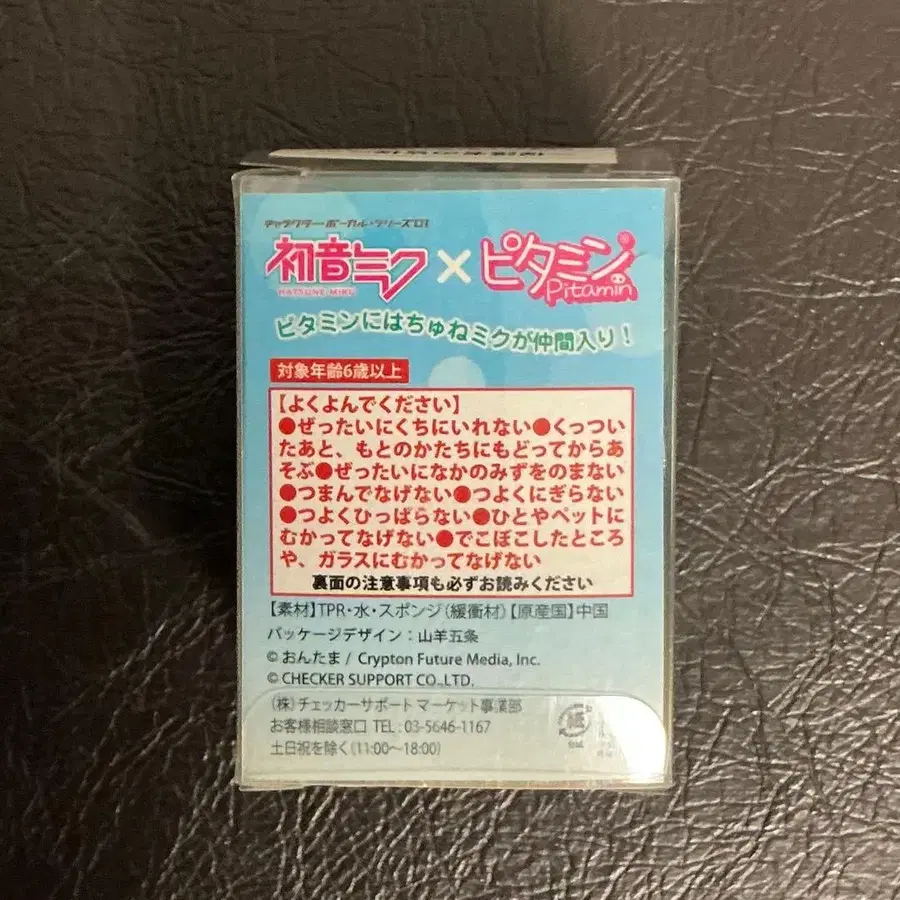 キャラクター・ボーカル・シリーズ01
初音ミク×ピタミン®
HATSUNE MIKU Pitamin
ピタミンにはちゅねミクが仲間入り！
対象年齢6歳以上
【よくよんでください】
●ぜったいにくちにいれない●くっつい
たあと、もとのかたちにもどってからあ
そぶ●ぜったいになかのみずをのまない
●つまんでなげない●つよくにぎらない
●つよくひっぱらない●ひとやペットに
むかってなげない●でこぼこしたところ
や、ガラスにむかってなげない
裏面の注意事項も必ずお読みください
【素材】TPR・水・スポンジ（緩衝材）【原産国】中国
パッケージデザイン：山羊五条
© おんたま / Crypton Future Media, Inc.
© CHECKER SUPPORT CO.,LTD.
（株）チェッカーサポート マーケット事業部
お客様相談窓口 TEL：03-5646-1167
土日祝を除く（11:00～18:00）
紙